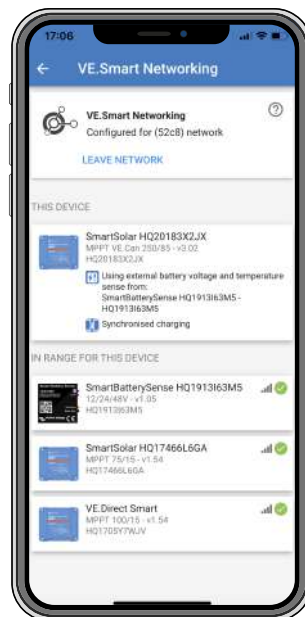 17:06
VE.Smart Networking
VE.Smart Networking
Configured for (52c8) network
LEAVE NETWORK
THIS DEVICE
SmartSolar HQ20183X2JX
MPPT VE.Can 250/85 - v3.02
HQ20183X2JX
Using external battery voltage and temperature
sense from:
SmartBatterySense HQ1913I63M5 -
HQ1913I63M5
Synchronised charging
IN RANGE FOR THIS DEVICE
SmartBatterySense HQ1913I63M5
12/24/48V - v1.05
HQ1913I63M5
SmartSolar HQ17466L6GA
MPPT 75/15 - v1.54
HQ17466L6GA
VE.Direct Smart
MPPT 100/15 - v1.54
HQ1705Y7WJV